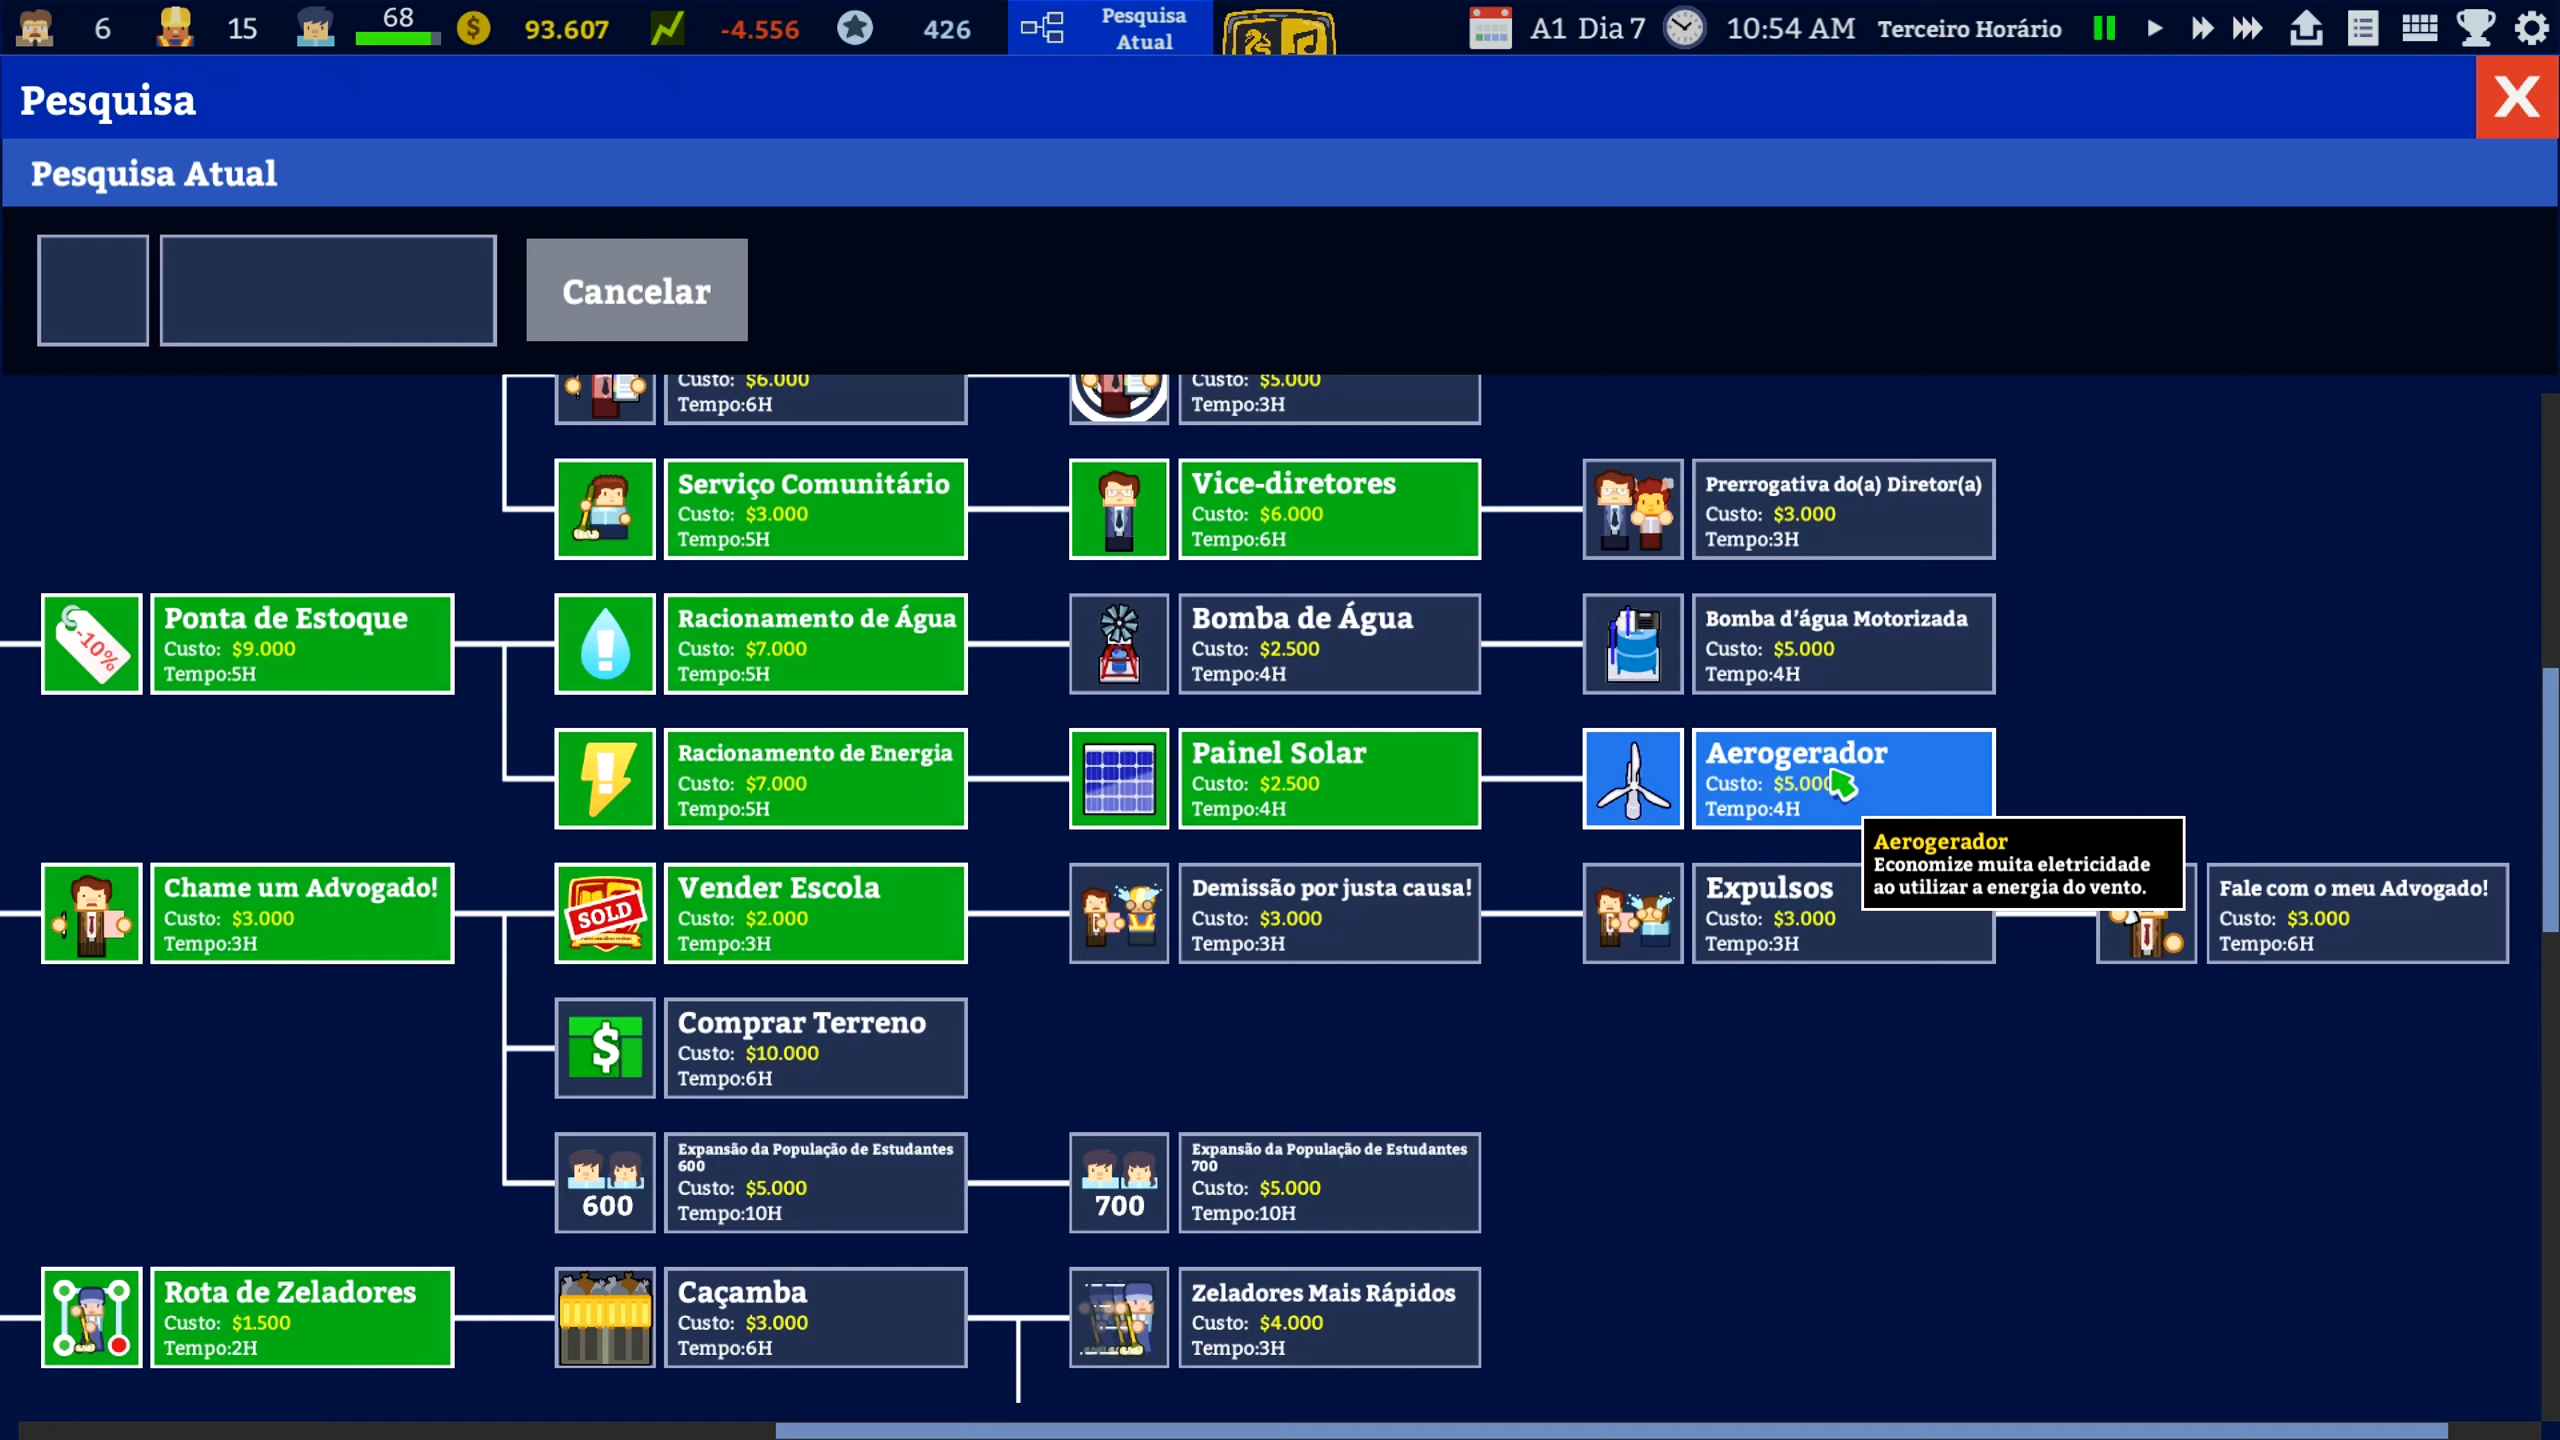 6 15 68 93.607 -4.556 426 Pesquisa Atual A1 Dia 7 10:54 AM Terceiro Horário
Pesquisa
X
Pesquisa Atual
Cancelar
Custo: $6.000
Tempo:6H
Custo: $5.000
Tempo:3H
Serviço Comunitário
Custo: $3.000
Tempo:5H
Vice-diretores
Custo: $6.000
Tempo:6H
Prerrogativa do(a) Diretor(a)
Custo: $3.000
Tempo:3H
-10%
Ponta de Estoque
Custo: $9.000
Tempo:5H
Racionamento de Água
Custo: $7.000
Tempo:5H
Bomba de Água
Custo: $2.500
Tempo:4H
Bomba d'água Motorizada
Custo: $5.000
Tempo:4H
Racionamento de Energia
Custo: $7.000
Tempo:5H
Painel Solar
Custo: $2.500
Tempo:4H
Aerogerador
Custo: $5.000
Tempo:4H
Aerogerador
Economize muita eletricidade
ao utilizar a energia do vento.
Chame um Advogado!
Custo: $3.000
Tempo:3H
SOLD
Vender Escola
Custo: $2.000
Tempo:3H
Demissão por justa causa!
Custo: $3.000
Tempo:3H
Expulsos
Custo: $3.000
Tempo:3H
Fale com o meu Advogado!
Custo: $3.000
Tempo:6H
$
Comprar Terreno
Custo: $10.000
Tempo:6H
600
Expansão da População de Estudantes
600
Custo: $5.000
Tempo:10H
700
Expansão da População de Estudantes
700
Custo: $5.000
Tempo:10H
Rota de Zeladores
Custo: $1.500
Tempo:2H
Caçamba
Custo: $3.000
Tempo:6H
Zeladores Mais Rápidos
Custo: $4.000
Tempo:3H